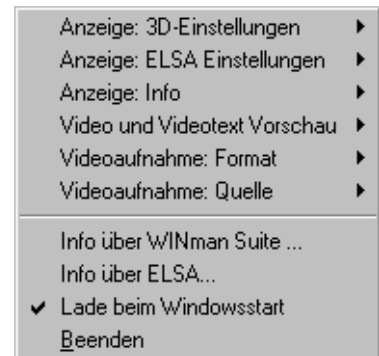 Anzeige: 3D-Einstellungen
Anzeige: ELSA Einstellungen
Anzeige: Info
Video und Videotext Vorschau
Videoaufnahme: Format
Videoaufnahme: Quelle
Info über WINman Suite ...
Info über ELSA...
Lade beim Windowsstart
Beenden